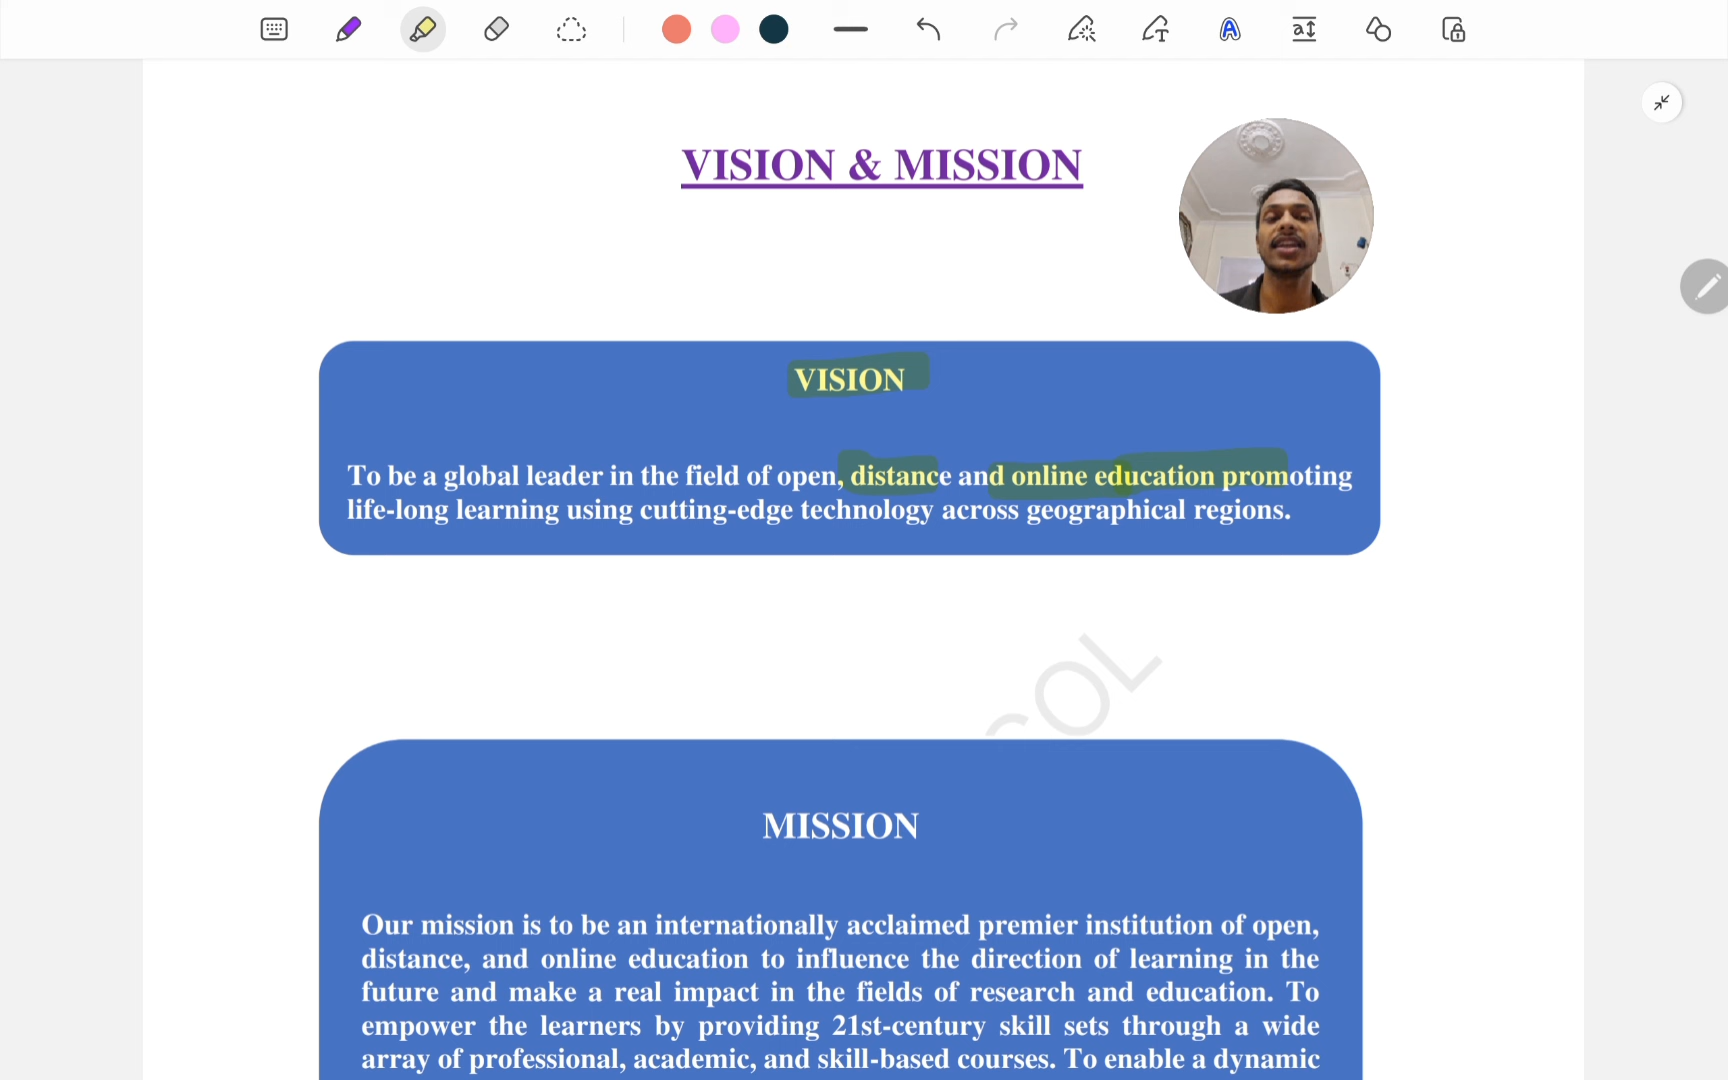 VISION & MISSION
VISION
To be a global leader in the field of open, distance and online education promoting
life-long learning using cutting-edge technology across geographical regions.
COL
MISSION
Our mission is to be an internationally acclaimed premier institution of open,
distance, and online education to influence the direction of learning in the
future and make a real impact in the fields of research and education. To
empower the learners by providing 21st-century skill sets through a wide
array of professional, academic, and skill-based courses. To enable a dynamic